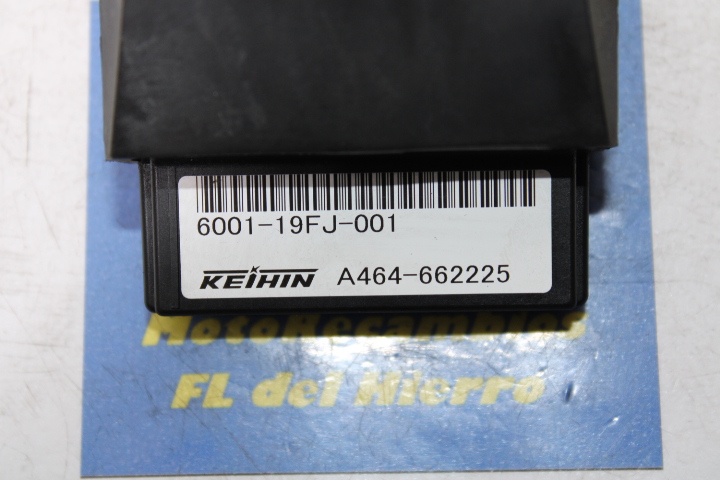 6001-19FJ-001
KEIHIN A464-662225
MotoRecambios
FL del Hierro